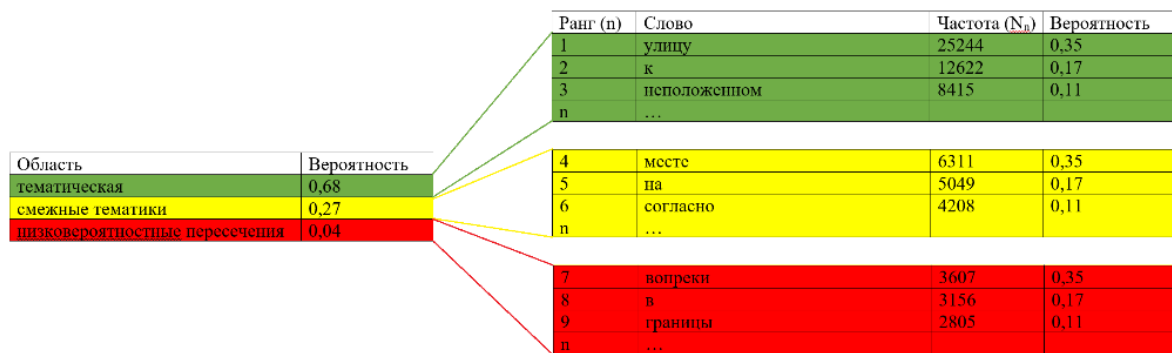 Ранг (n) Слово Частота (Nn) Вероятность
1 улицу 25244 0,35
2 к 12622 0,17
3 неположенном 8415 0,11
n …
Область Вероятность
тематическая 0,68
смежные тематики 0,27
низковероятностные пересечения 0,04
4 месте 6311 0,35
5 на 5049 0,17
6 согласно 4208 0,11
n …
7 вопреки 3607 0,35
8 в 3156 0,17
9 границы 2805 0,11
n …